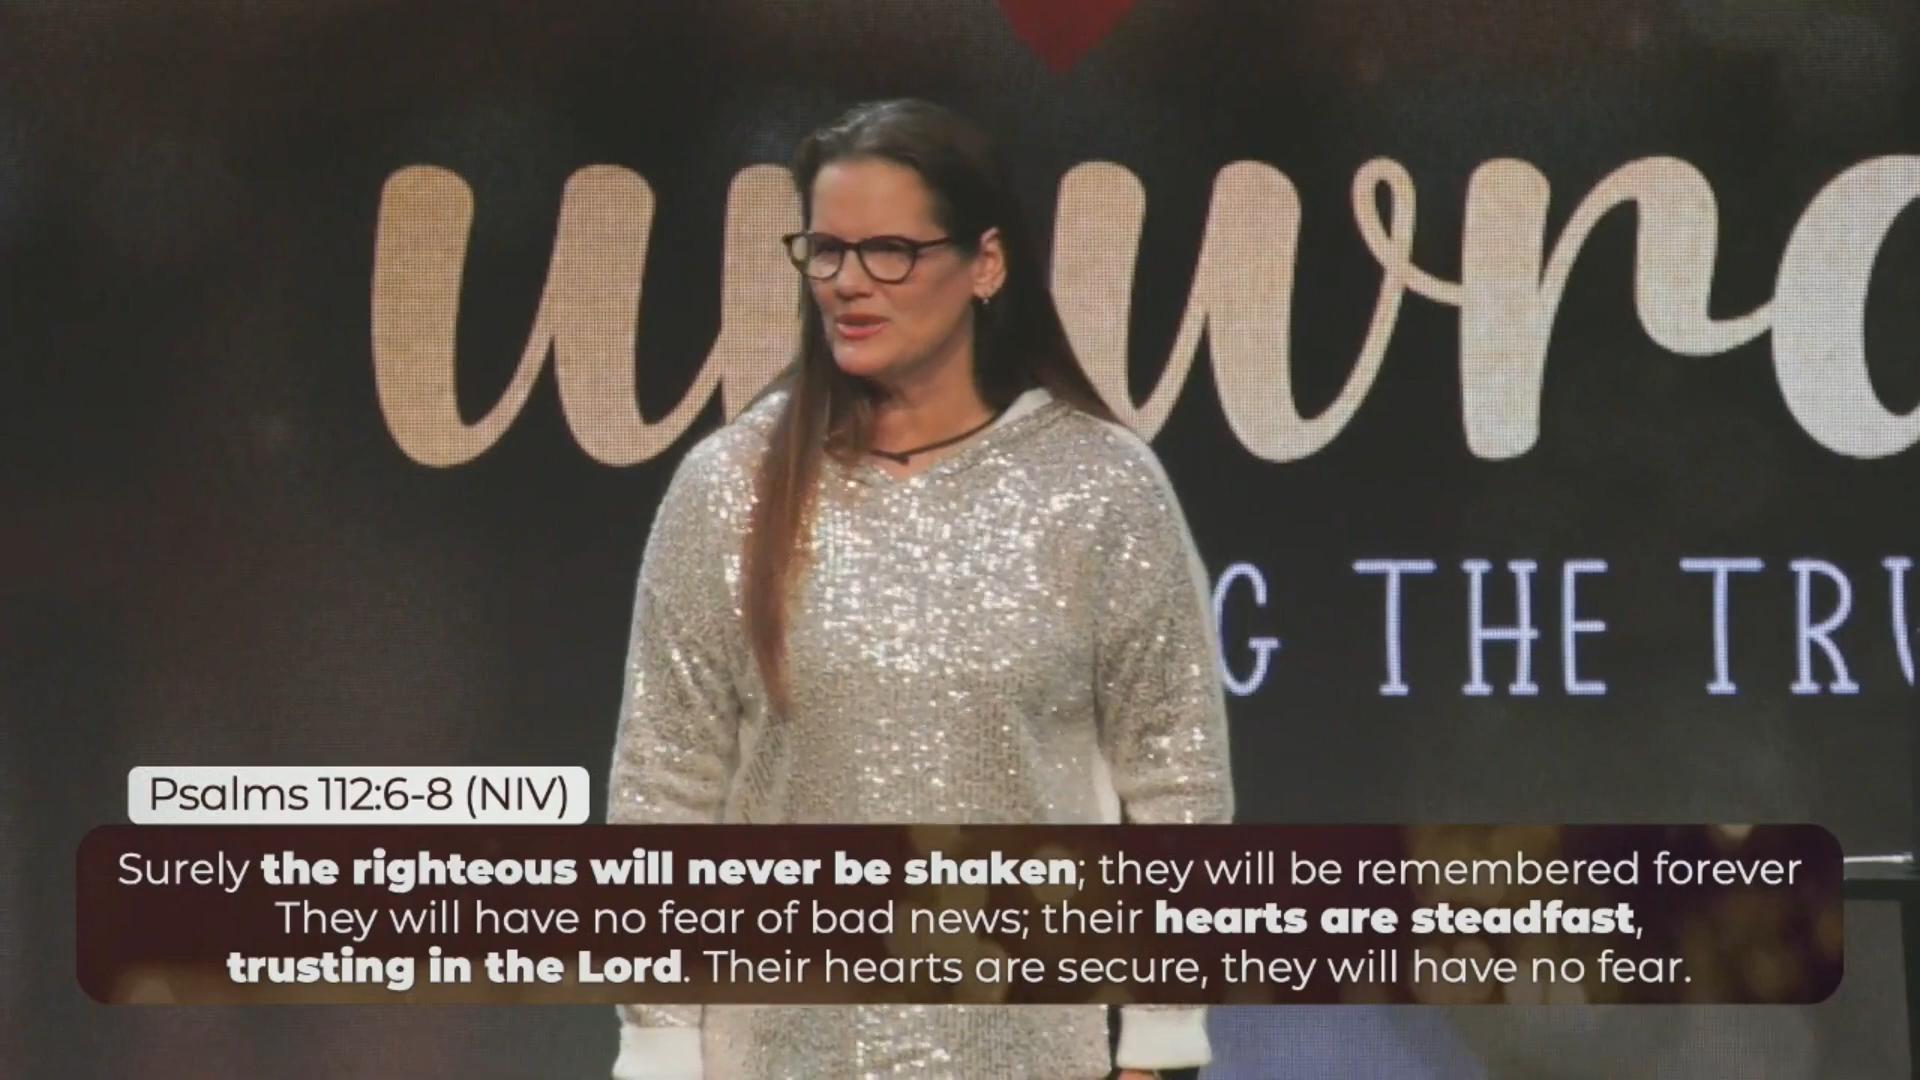 unwra
G THE TRU
Psalms 112:6-8 (NIV)
Surely the righteous will never be shaken; they will be remembered forever
They will have no fear of bad news; their hearts are steadfast,
trusting in the Lord. Their hearts are secure, they will have no fear.